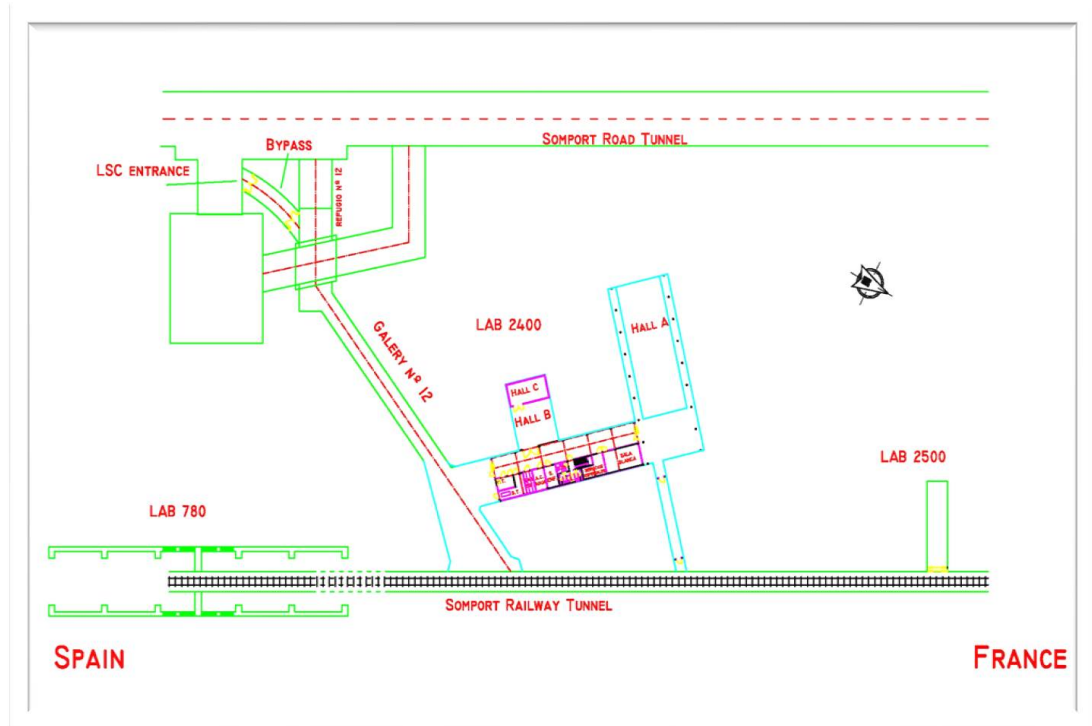 Somport Road Tunnel
Bypass
LSC entrance
Refugio Nº 12
Lab 2400
Hall A
Galery Nº 12
Hall C
Hall B
Sala
Blanca
Lab 2500
Lab 780
Somport Railway Tunnel
Spain
France